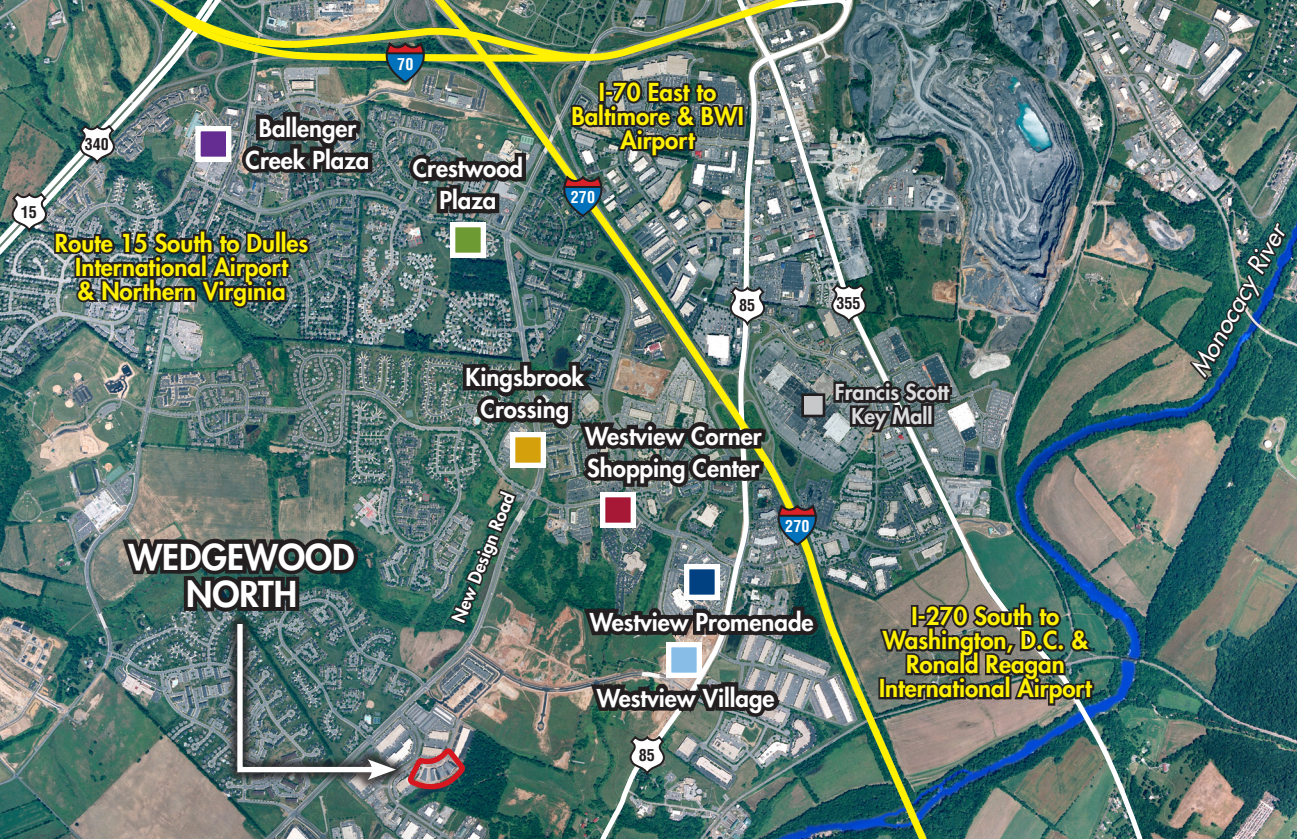 70
I-70 East to
Baltimore & BWI
Airport
340
Ballenger
Creek Plaza
Crestwood
Plaza
270
15
Route 15 South to Dulles
International Airport
& Northern Virginia
85
355
Monocacy River
Kingsbrook
Crossing
Francis Scott
Key Mall
Westview Corner
Shopping Center
270
New Design Road
WEDGEWOOD
NORTH
Westview Promenade
I-270 South to
Washington, D.C. &
Ronald Reagan
International Airport
Westview Village
85